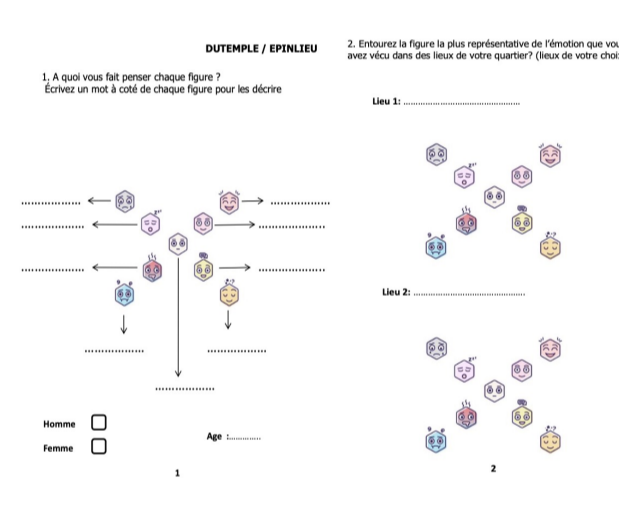 DUTEMPLE / EPINLIEU
1. A quoi vous fait penser chaque figure ?
Écrivez un mot à coté de chaque figure pour les décrire
Homme
Femme
Age :..............
1
2. Entourez la figure la plus représentative de l'émotion que vou
avez vécu dans des lieux de votre quartier? (lieux de votre choi
Lieu 1: ..........................................
Lieu 2: ........................................
2